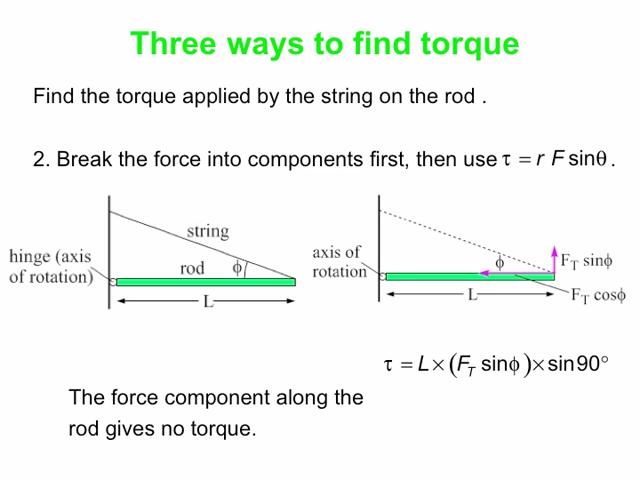 Three ways to find torque
Find the torque applied by the string on the rod .
2. Break the force into components first, then use τ = r F sinθ .
string
hinge (axis
of rotation)
rod
ϕ
L
axis of
rotation
ϕ
F_T sinϕ
L
F_T cosϕ
τ = L×(F_T sinϕ)×sin90°
The force component along the
rod gives no torque.